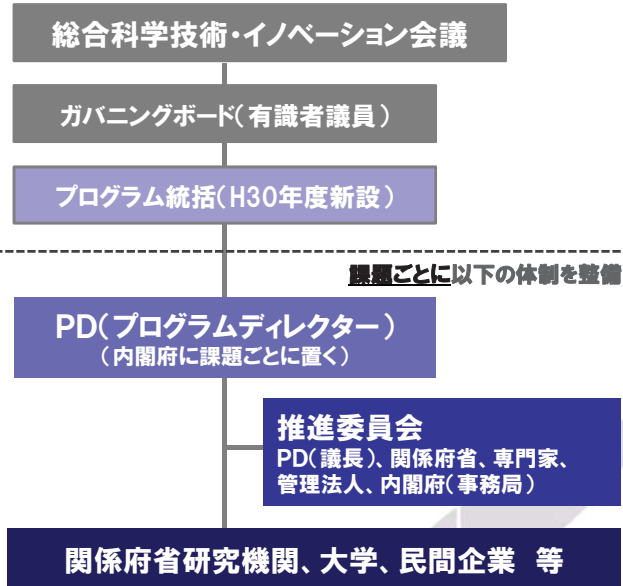 総合科学技術・イノベーション会議
ガバニングボード(有識者議員)
プログラム統括(H30年度新設)
課題ごとに以下の体制を整備
PD(プログラムディレクター)
(内閣府に課題ごとに置く)
推進委員会
PD(議長)、関係府省、専門家、
管理法人、内閣府(事務局)
関係府省研究機関、大学、民間企業 等